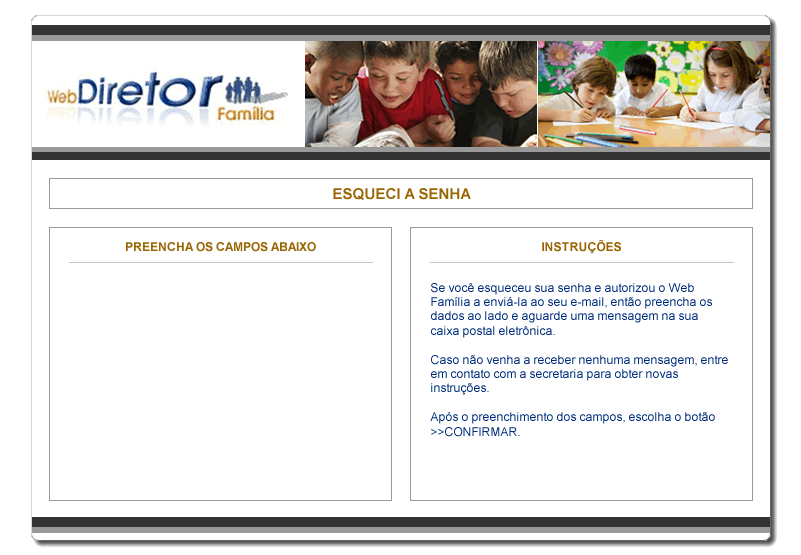 WebDiretor
Família
ESQUECI A SENHA
PREENCHA OS CAMPOS ABAIXO
INSTRUÇÕES
Se você esqueceu sua senha e autorizou o Web
Família a enviá-la ao seu e-mail, então preencha os
dados ao lado e aguarde uma mensagem na sua
caixa postal eletrônica.
Caso não venha a receber nenhuma mensagem, entre
em contato com a secretaria para obter novas
instruções.
Após o preenchimento dos campos, escolha o botão
>>CONFIRMAR.